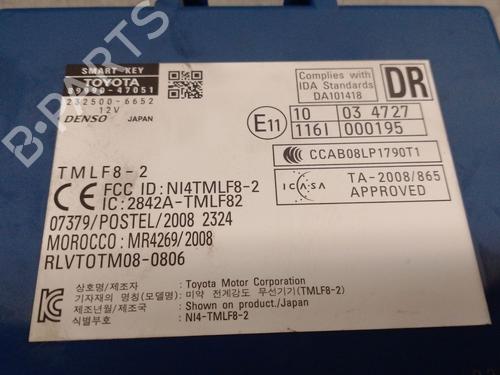 SMART-KEY
TOYOTA
89990-47051
232500-6652
12V
DENSO JAPAN
Complies with
IDA Standards
DA101418
DR
E11
10 03 4727
116I 000195
CCC CCAB08LP1790T1
ICASA
TA-2008/865
APPROVED
TMLF8-2
CE FCC ID: NI4TMLF8-2
IC: 2842A-TMLF82
07379/POSTEL/2008 2324
MOROCCO: MR4269/2008
RLVTOTM08-0806
상호명/제조자 : Toyota Motor Corporation
기자재의 명칭(모델명): 미약 전계강도 무선기기(TMLF8-2)
제조년월/제조국 : Shown on product./Japan
식별부호 : NI4-TMLF8-2
B-PARTS